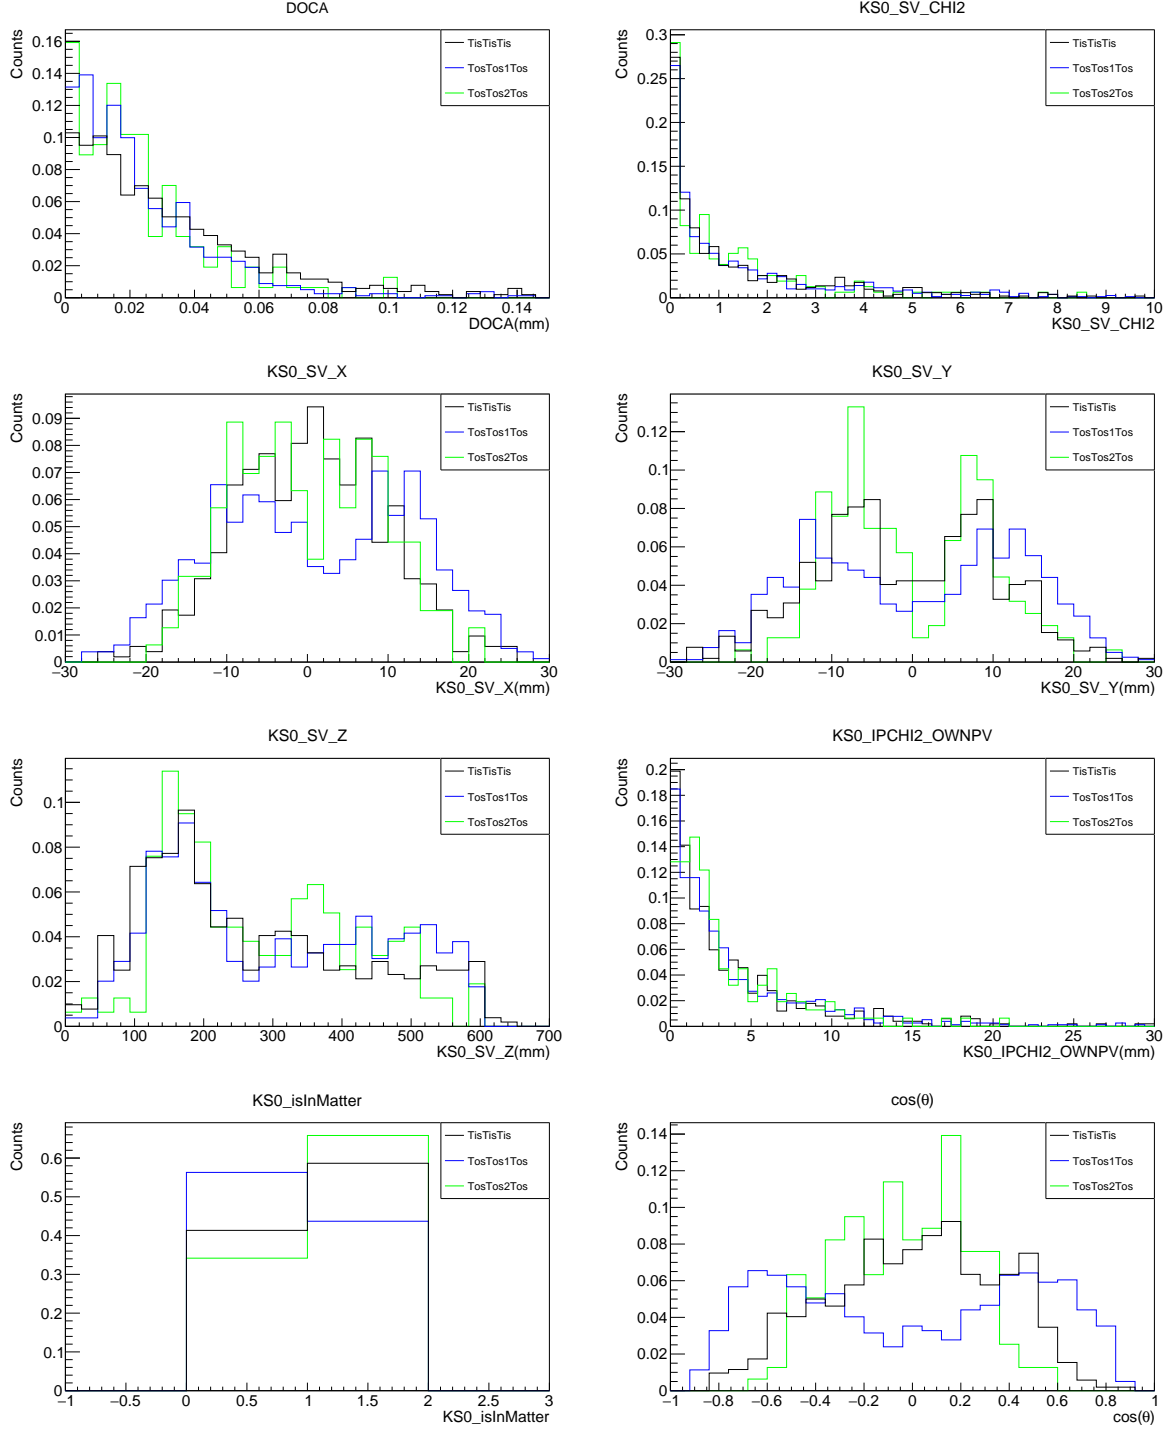 DOCA
Counts
0.16
0.14
0.12
0.1
0.08
0.06
0.04
0.02
0
TisTisTis
TosTos1Tos
TosTos2Tos
0 0.02 0.04 0.06 0.08 0.1 0.12 0.14
DOCA(mm)
KS0_SV_CHI2
Counts
0.3
0.25
0.2
0.15
0.1
0.05
0
TisTisTis
TosTos1Tos
TosTos2Tos
0 1 2 3 4 5 6 7 8 9 10
KS0_SV_CHI2
KS0_SV_X
Counts
0.09
0.08
0.07
0.06
0.05
0.04
0.03
0.02
0.01
0
TisTisTis
TosTos1Tos
TosTos2Tos
−30 −20 −10 0 10 20 30
KS0_SV_X(mm)
KS0_SV_Y
Counts
0.12
0.1
0.08
0.06
0.04
0.02
0
TisTisTis
TosTos1Tos
TosTos2Tos
−30 −20 −10 0 10 20 30
KS0_SV_Y(mm)
KS0_SV_Z
Counts
0.1
0.08
0.06
0.04
0.02
0
TisTisTis
TosTos1Tos
TosTos2Tos
0 100 200 300 400 500 600 700
KS0_SV_Z(mm)
KS0_IPCHI2_OWNPV
Counts
0.2
0.18
0.16
0.14
0.12
0.1
0.08
0.06
0.04
0.02
0
TisTisTis
TosTos1Tos
TosTos2Tos
0 5 10 15 20 25 30
KS0_IPCHI2_OWNPV(mm)
KS0_isInMatter
Counts
0.6
0.5
0.4
0.3
0.2
0.1
0
TisTisTis
TosTos1Tos
TosTos2Tos
−1 −0.5 0 0.5 1 1.5 2 2.5 3
KS0_isInMatter
cos(θ)
Counts
0.14
0.12
0.1
0.08
0.06
0.04
0.02
0
TisTisTis
TosTos1Tos
TosTos2Tos
−1 −0.8 −0.6 −0.4 −0.2 0 0.2 0.4 0.6 0.8 1
cos(θ)